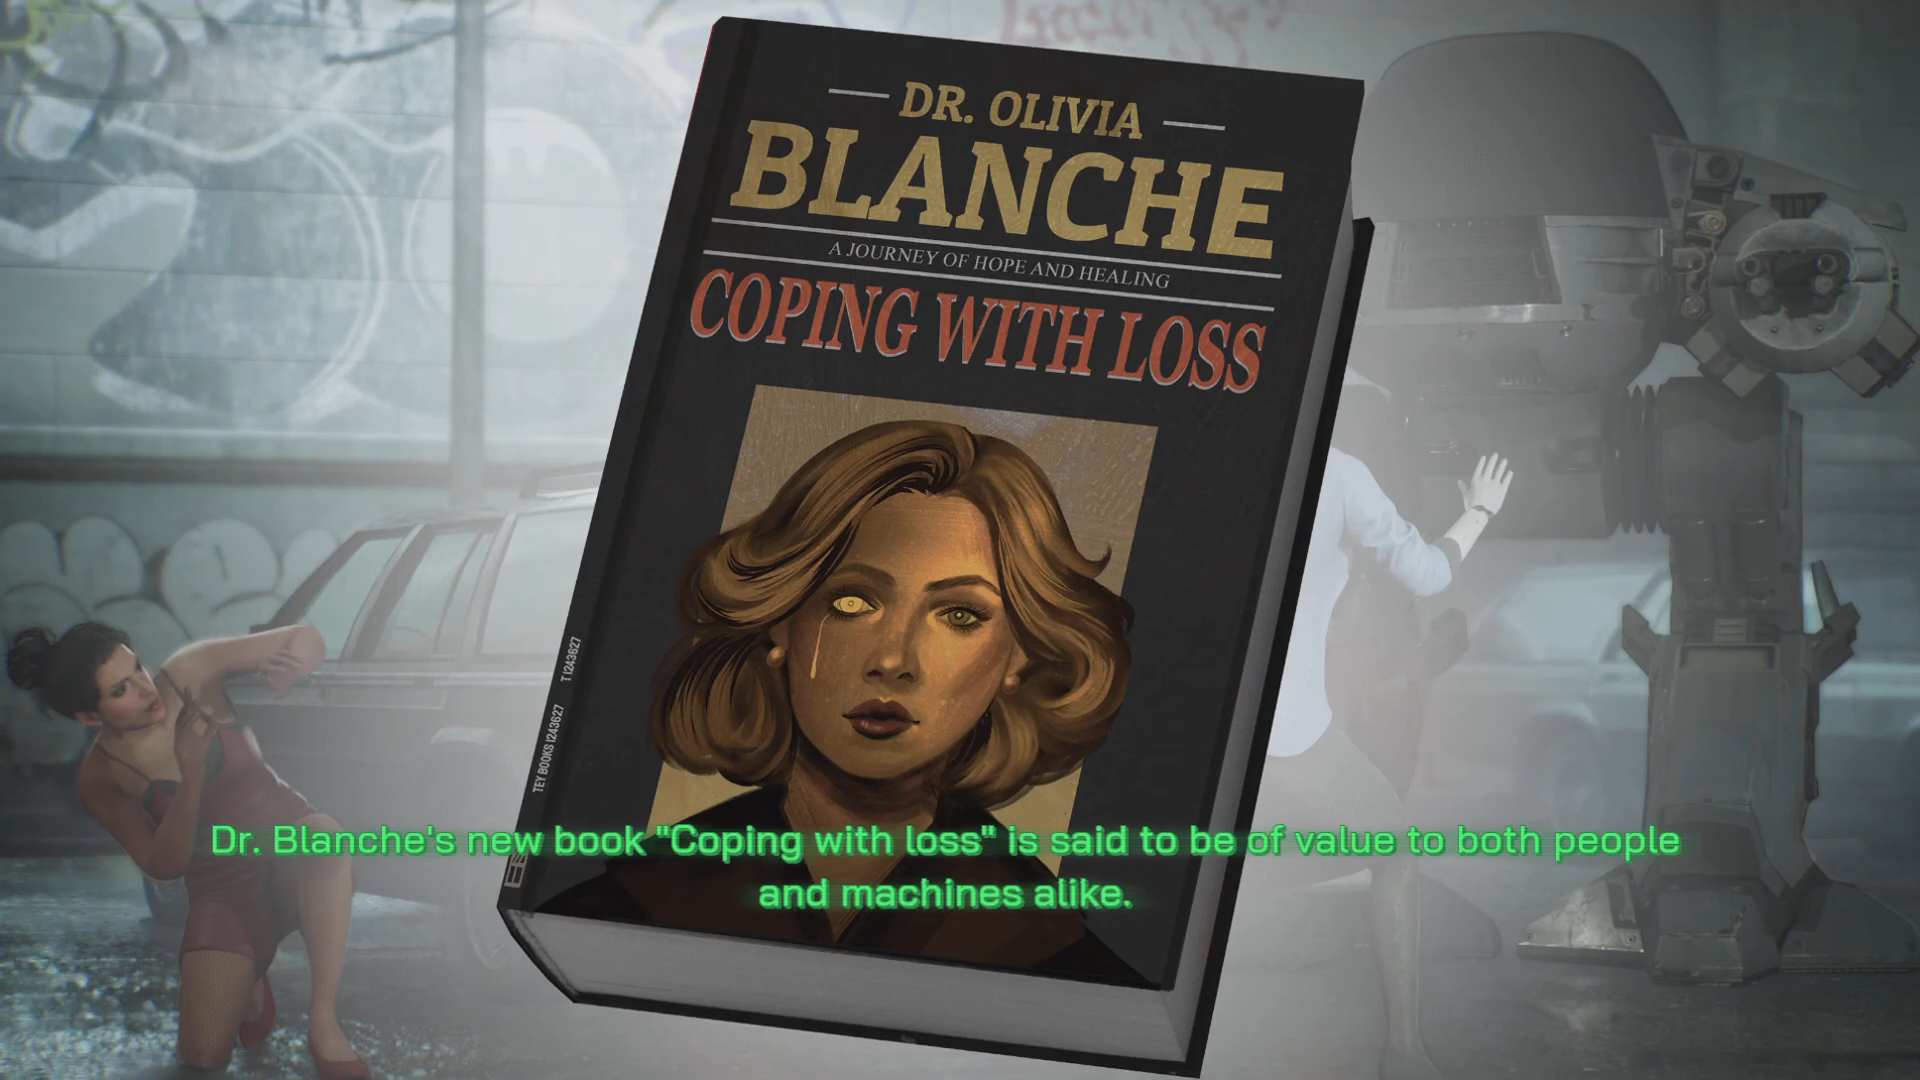 DR. OLIVIA
BLANCHE
A JOURNEY OF HOPE AND HEALING
COPING WITH LOSS
T I243627
TEY BOOKS I243627
Dr. Blanche's new book "Coping with loss" is said to be of value to both people
and machines alike.